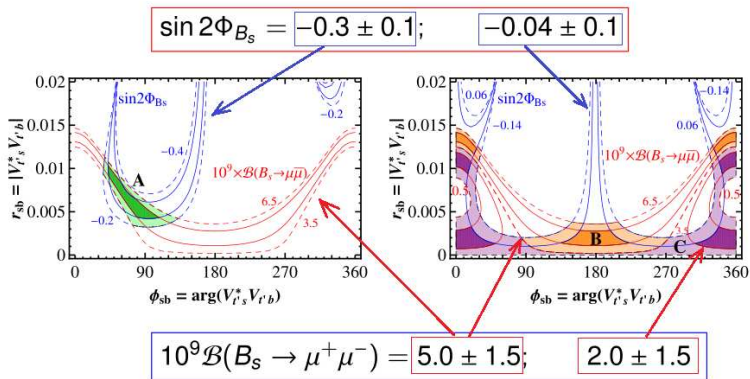 sin 2Φ_{B_s} = −0.3 ± 0.1; −0.04 ± 0.1
r_{sb} = |V*_{t's} V_{t'b}|
0.02
0.015
0.01
0.005
0
sin2Φ_{Bs}
−0.2
−0.4
A
10^9×ℬ(B_s→μμ̄)
6.5
3.5
−0.2
0 90 180 270 360
ϕ_{sb} = arg(V*_{t's} V_{t'b})
r_{sb} = |V*_{t's} V_{t'b}|
0.02
0.015
0.01
0.005
0
0.06
sin2Φ_{Bs}
−0.14
−0.14
0.06
10^9×ℬ(B_s→μμ̄)
0.5
6.5
0.5
3.5
B
C
0 90 180 270 360
ϕ_{sb} = arg(V*_{t's} V_{t'b})
10^9ℬ(B_s → μ^+μ^−) = 5.0 ± 1.5; 2.0 ± 1.5